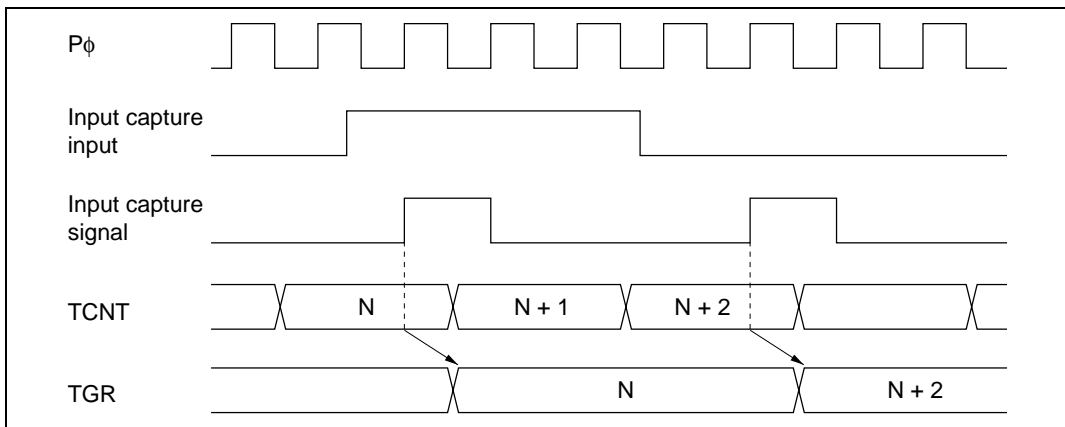 Pϕ
Input capture
input
Input capture
signal
TCNT
N
N + 1
N + 2
TGR
N
N + 2